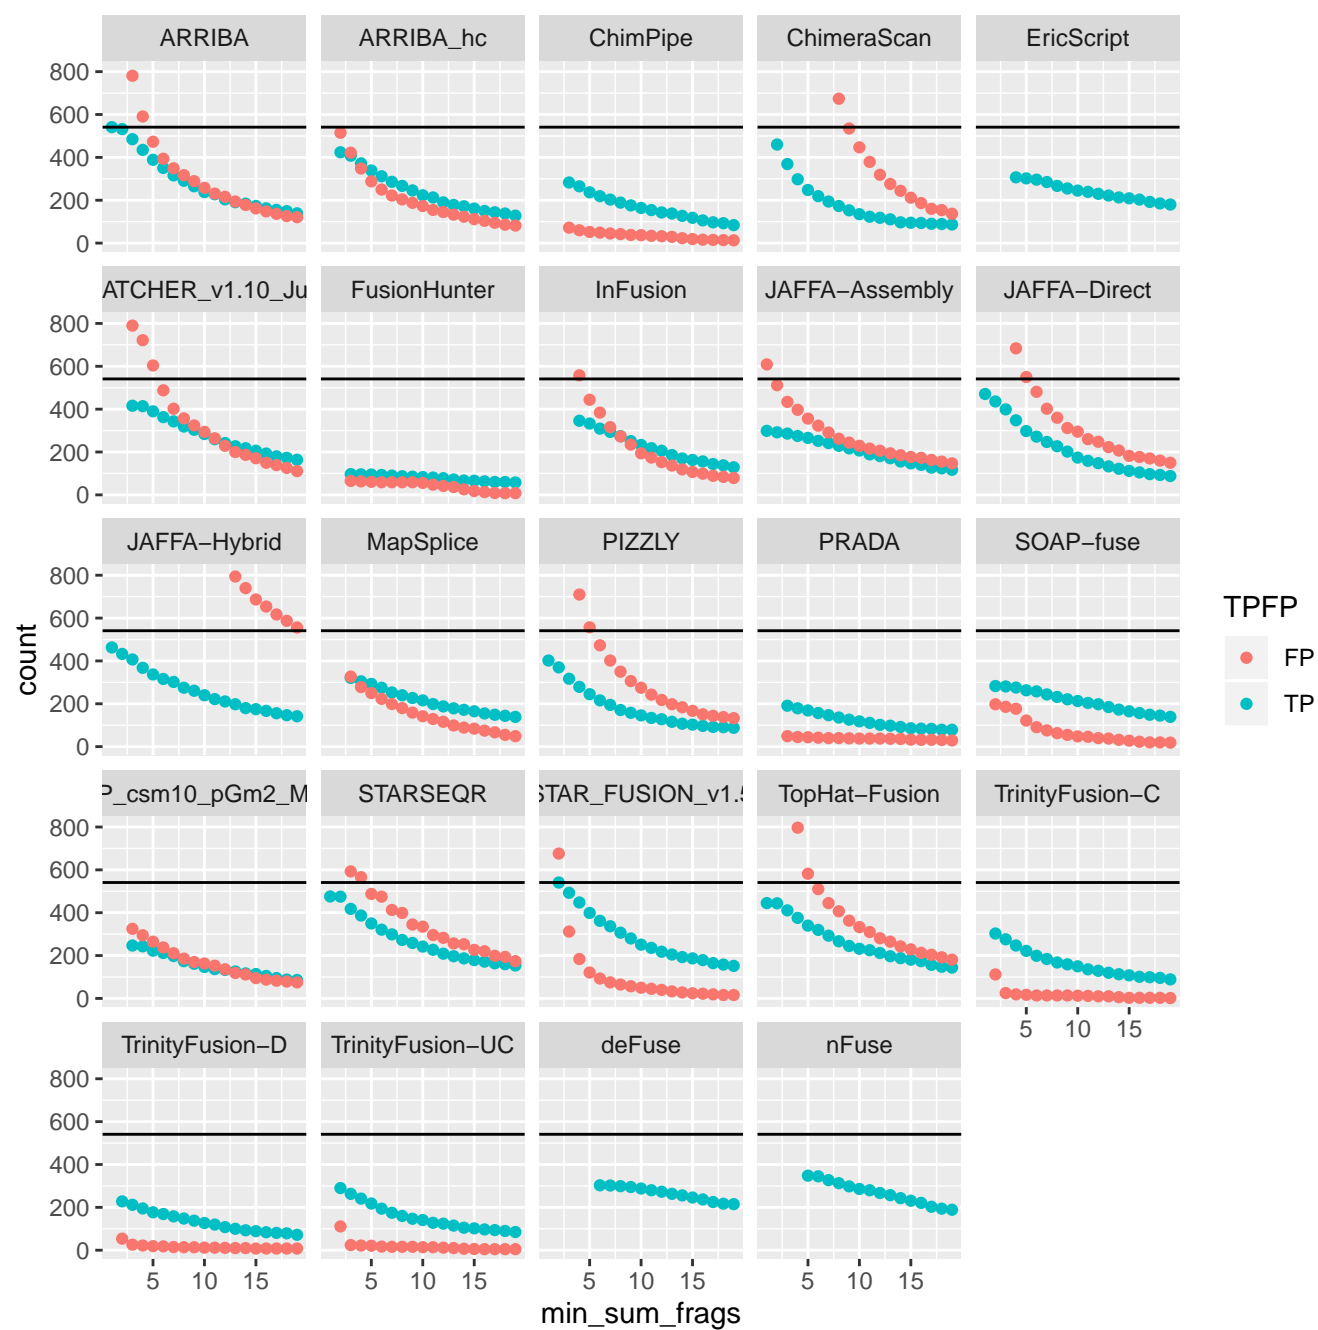 ARRIBA ARRIBA_hc ChimPipe ChimeraScan EricScript
800
600
400
200
0
ATCHER_v1.10_Ju FusionHunter InFusion JAFFA−Assembly JAFFA−Direct
800
600
400
200
0
JAFFA−Hybrid MapSplice PIZZLY PRADA SOAP−fuse
800
600
400
200
0
count
TPFP
FP
TP
P_csm10_pGm2_M STARSEQR STAR_FUSION_v1.5 TopHat−Fusion TrinityFusion−C
800
600
400
200
0
5 10 15
TrinityFusion−D TrinityFusion−UC deFuse nFuse
800
600
400
200
0
5 10 15 5 10 15 5 10 15 5 10 15
min_sum_frags